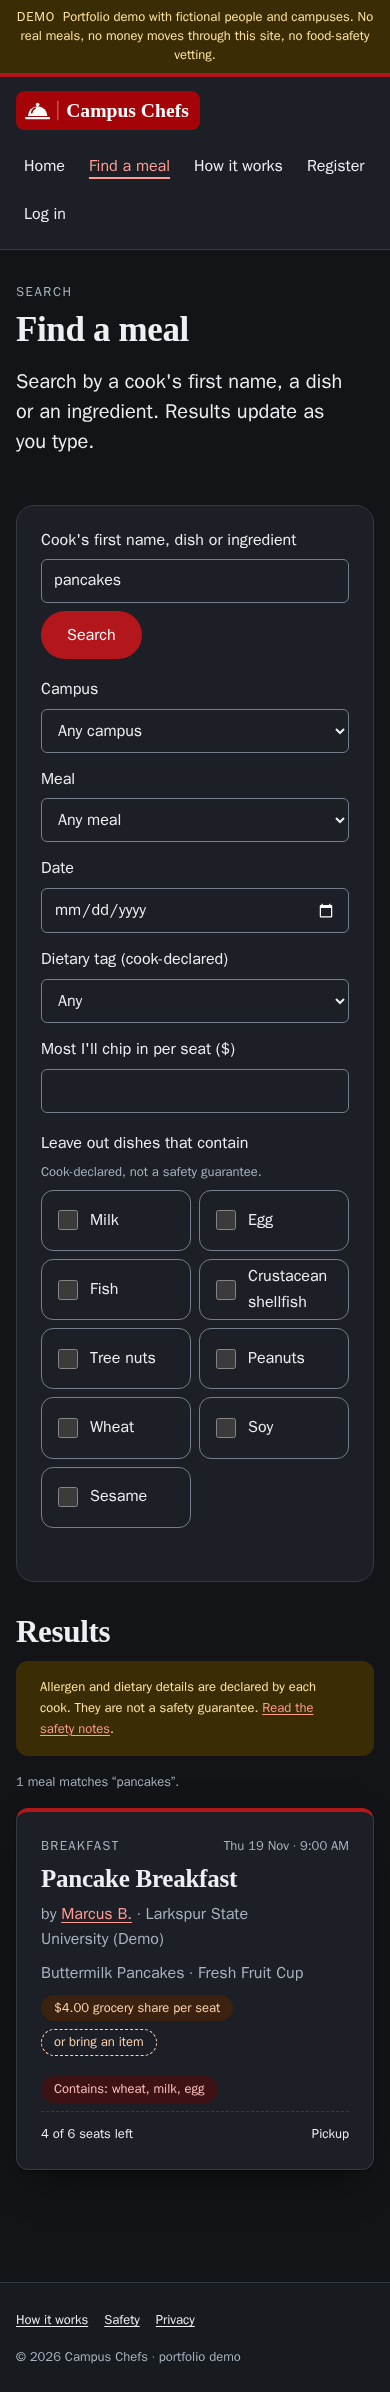 DEMO Portfolio demo with fictional people and campuses. No
real meals, no money moves through this site, no food-safety
vetting.
Campus Chefs
Home Find a meal How it works Register
Log in
SEARCH
Find a meal
Search by a cook's first name, a dish
or an ingredient. Results update as
you type.
Cook's first name, dish or ingredient
pancakes
Search
Campus
Any campus
Meal
Any meal
Date
mm/dd/yyyy
Dietary tag (cook-declared)
Any
Most I'll chip in per seat ($)
Leave out dishes that contain
Cook-declared, not a safety guarantee.
Milk Egg
Fish Crustacean
shellfish
Tree nuts Peanuts
Wheat Soy
Sesame
Results
Allergen and dietary details are declared by each
cook. They are not a safety guarantee. Read the
safety notes.
1 meal matches “pancakes”.
BREAKFAST Thu 19 Nov · 9:00 AM
Pancake Breakfast
by Marcus B. · Larkspur State
University (Demo)
Buttermilk Pancakes · Fresh Fruit Cup
$4.00 grocery share per seat
or bring an item
Contains: wheat, milk, egg
4 of 6 seats left Pickup
How it works Safety Privacy
© 2026 Campus Chefs · portfolio demo